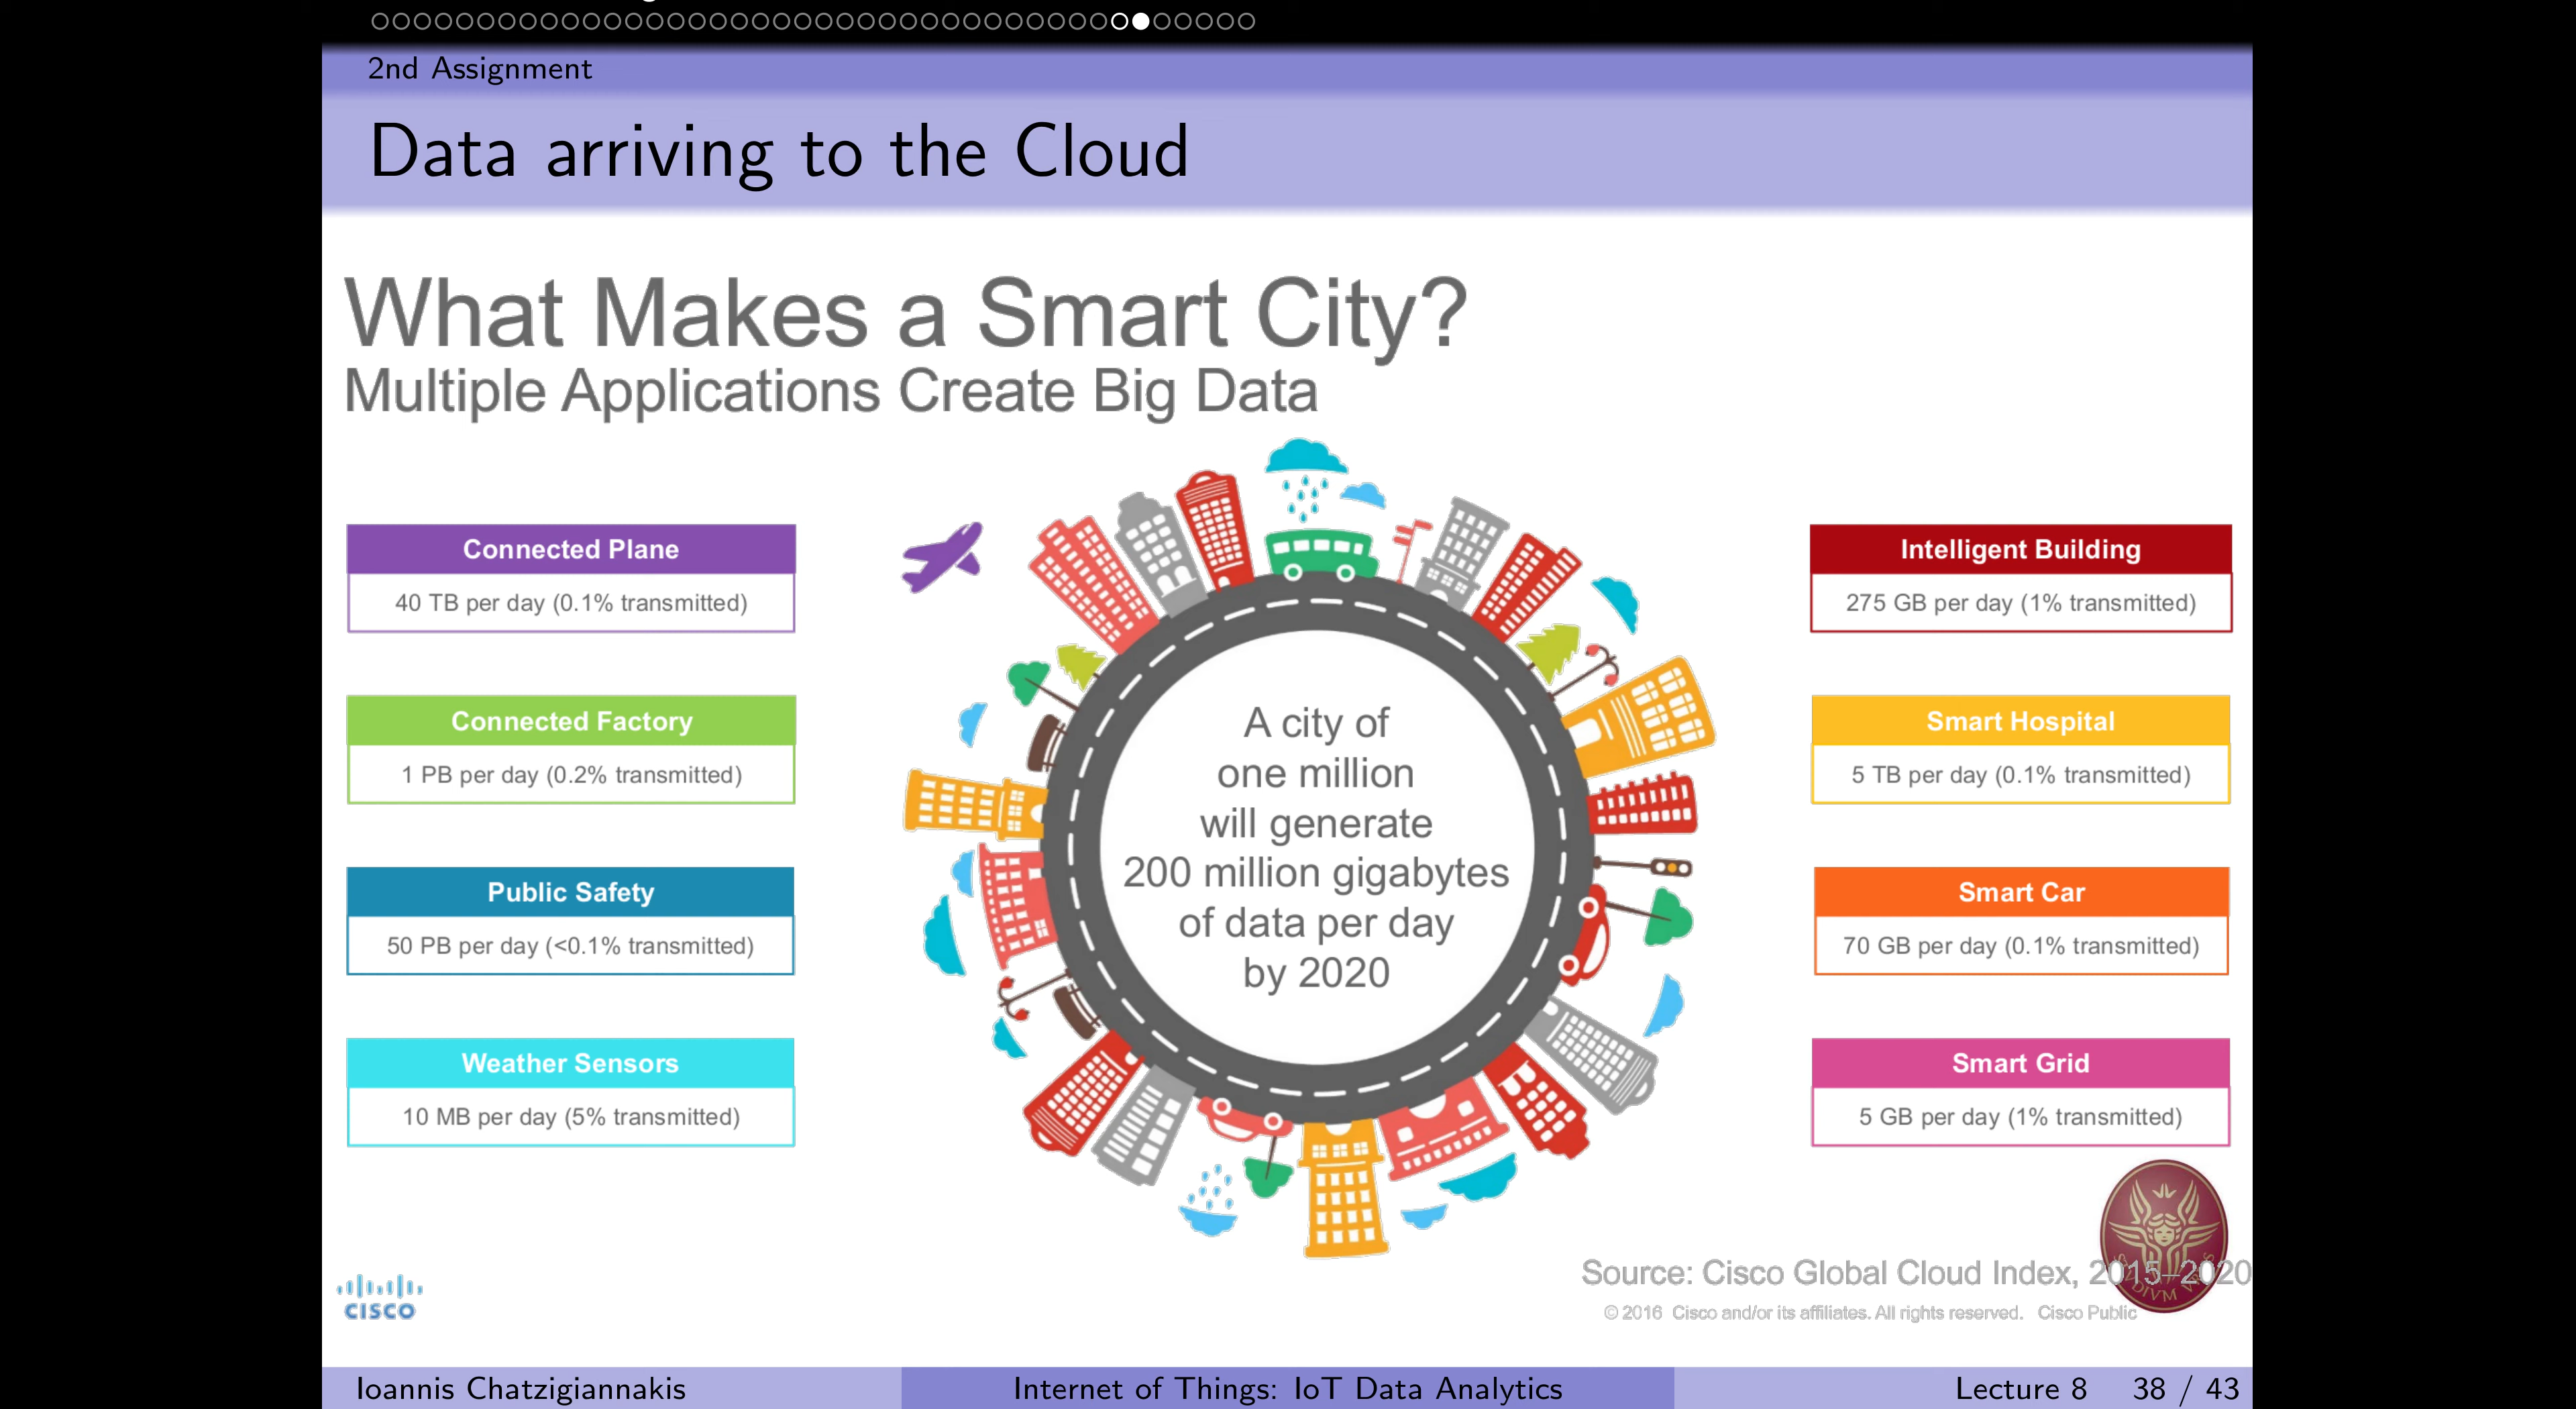 2nd Assignment
Data arriving to the Cloud
What Makes a Smart City?
Multiple Applications Create Big Data
Connected Plane
40 TB per day (0.1% transmitted)
Connected Factory
1 PB per day (0.2% transmitted)
Public Safety
50 PB per day (<0.1% transmitted)
Weather Sensors
10 MB per day (5% transmitted)
A city of
one million
will generate
200 million gigabytes
of data per day
by 2020
Intelligent Building
275 GB per day (1% transmitted)
Smart Hospital
5 TB per day (0.1% transmitted)
Smart Car
70 GB per day (0.1% transmitted)
Smart Grid
5 GB per day (1% transmitted)
Source: Cisco Global Cloud Index, 2015–2020
© 2016 Cisco and/or its affiliates. All rights reserved. Cisco Public
CISCO
Ioannis Chatzigiannakis
Internet of Things: IoT Data Analytics
Lecture 8 38 / 43